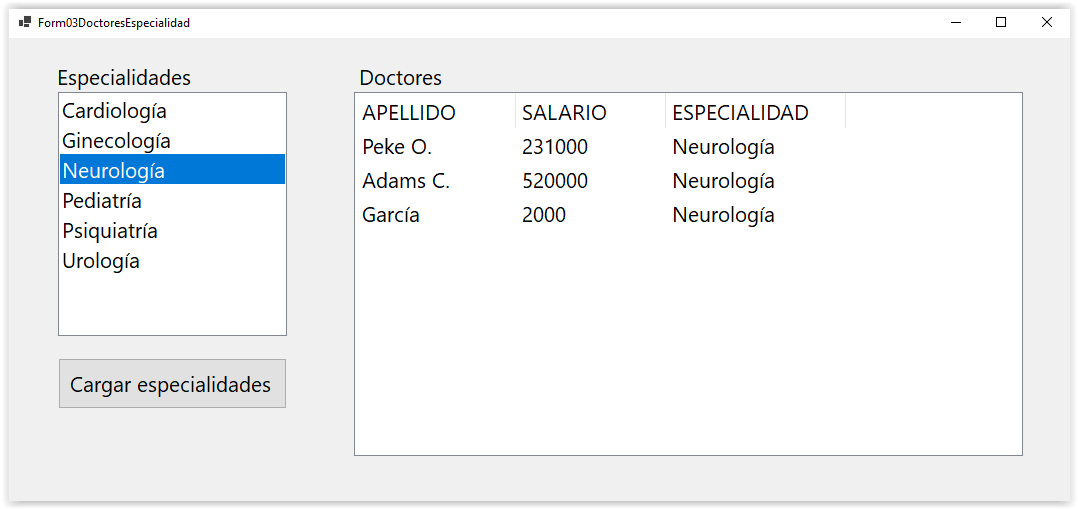 Form03DoctoresEspecialidad
Especialidades
Cardiología
Ginecología
Neurología
Pediatría
Psiquiatría
Urología
Cargar especialidades
Doctores
APELLIDO SALARIO ESPECIALIDAD
Peke O. 231000 Neurología
Adams C. 520000 Neurología
García 2000 Neurología